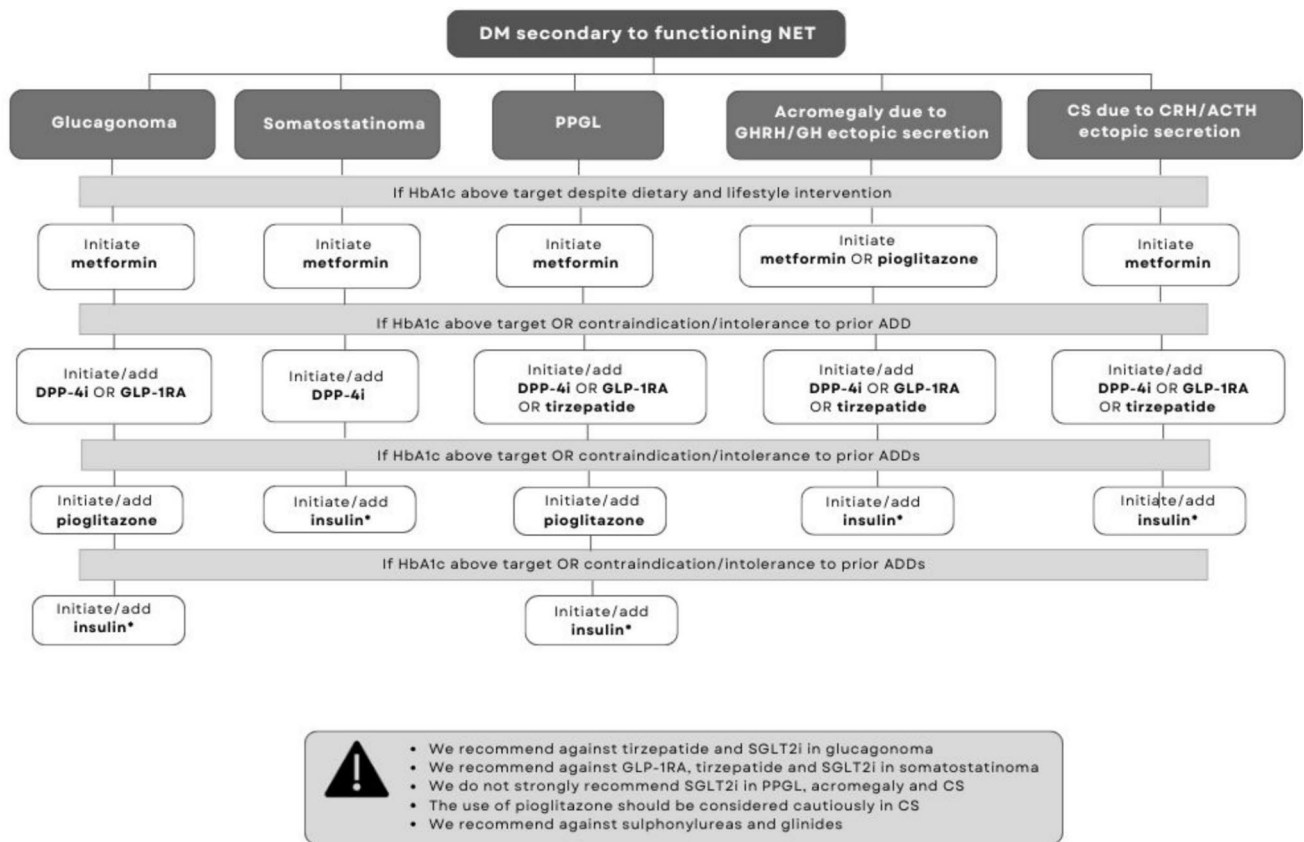 DM secondary to functioning NET
Glucagonoma
Somatostatinoma
PPGL
Acromegaly due to
GHRH/GH ectopic secretion
CS due to CRH/ACTH
ectopic secretion
If HbA1c above target despite dietary and lifestyle intervention
Initiate
metformin
Initiate
metformin
Initiate
metformin
Initiate
metformin OR pioglitazone
Initiate
metformin
If HbA1c above target OR contraindication/intolerance to prior ADD
Initiate/add
DPP-4i OR GLP-1RA
Initiate/add
DPP-4i
Initiate/add
DPP-4i OR GLP-1RA
OR tirzepatide
Initiate/add
DPP-4i OR GLP-1RA
OR tirzepatide
Initiate/add
DPP-4i OR GLP-1RA
OR tirzepatide
If HbA1c above target OR contraindication/intolerance to prior ADDs
Initiate/add
pioglitazone
Initiate/add
insulin*
Initiate/add
pioglitazone
Initiate/add
insulin*
Initiate/add
insulin*
If HbA1c above target OR contraindication/intolerance to prior ADDs
Initiate/add
insulin*
Initiate/add
insulin*
• We recommend against tirzepatide and SGLT2i in glucagonoma
• We recommend against GLP-1RA, tirzepatide and SGLT2i in somatostatinoma
• We do not strongly recommend SGLT2i in PPGL, acromegaly and CS
• The use of pioglitazone should be considered cautiously in CS
• We recommend against sulphonylureas and glinides